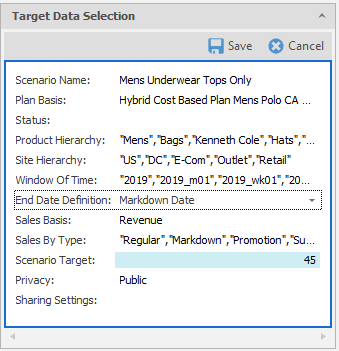 Target Data Selection
Save Cancel
Scenario Name: Mens Underwear Tops Only
Plan Basis: Hybrid Cost Based Plan Mens Polo CA ...
Status:
Product Hierarchy: "Mens","Bags","Kenneth Cole","Hats","...
Site Hierarchy: "US","DC","E-Com","Outlet","Retail"
Window Of Time: "2019","2019_m01","2019_wk01","20...
End Date Definition: Markdown Date
Sales Basis: Revenue
Sales By Type: "Regular","Markdown","Promotion","Su...
Scenario Target: 45
Privacy: Public
Sharing Settings: